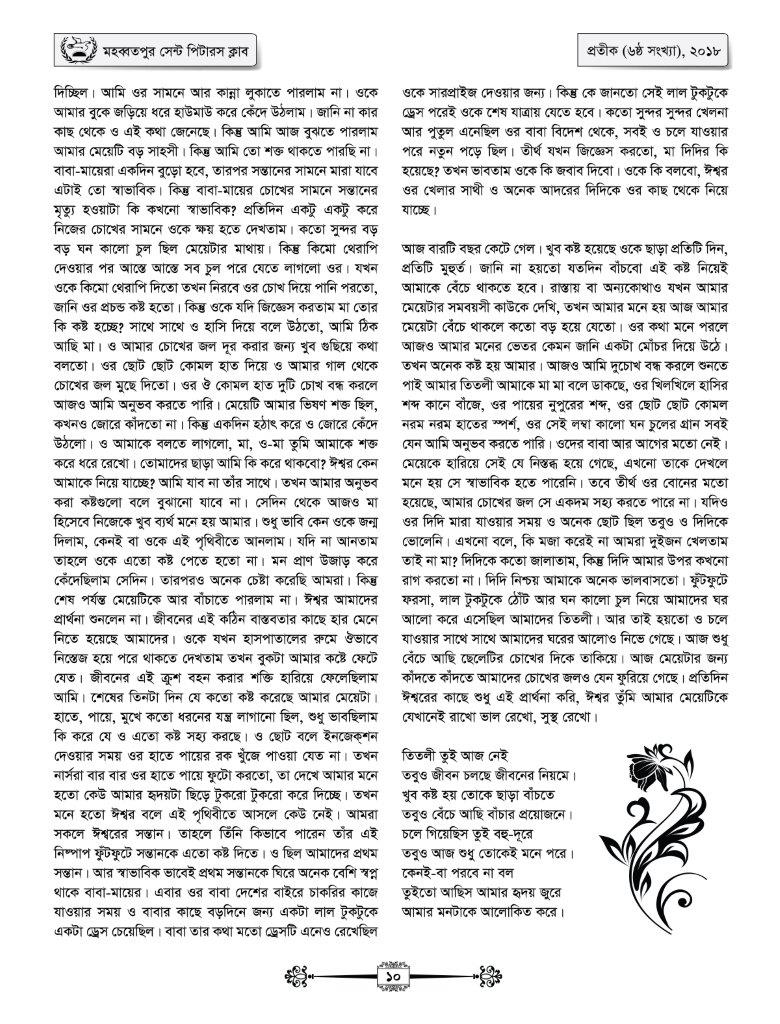 মহব্বতপুর সেন্ট পিটারস ক্লাব
প্রতীক (৬ষ্ঠ সংখ্যা), ২০১৮
দিচ্ছিল। আমি ওর সামনে আর কান্না লুকাতে পারলাম না। ওকে
আমার বুকে জড়িয়ে ধরে হাউমাউ করে কেঁদে উঠলাম। জানি না কার
কাছ থেকে ও এই কথা জেনেছে। কিন্তু আমি আজ বুঝতে পারলাম
আমার মেয়েটি বড় সাহসী। কিন্তু আমি তো শক্ত থাকতে পারছি না।
বাবা-মায়েরা একদিন বুড়ো হবে, তারপর সন্তানের সামনে মারা যাবে
এটাই তো স্বাভাবিক। কিন্তু বাবা-মায়ের চোখের সামনে সন্তানের
মৃত্যু হওয়াটা কি কখনো স্বাভাবিক? প্রতিদিন একটু একটু করে
নিজের চোখের সামনে ওকে ক্ষয় হতে দেখতাম। কতো সুন্দর বড়
বড় ঘন কালো চুল ছিল মেয়েটার মাথায়। কিন্তু কিমো থেরাপি
দেওয়ার পর আস্তে আস্তে সব চুল পরে যেতে লাগলো ওর। যখন
ওকে কিমো থেরাপি দিতো তখন নিরবে ওর চোখ দিয়ে পানি পরতো,
জানি ওর প্রচন্ড কষ্ট হতো। কিন্তু ওকে যদি জিজ্ঞেস করতাম মা তোর
কি কষ্ট হচ্ছে? সাথে সাথে ও হাসি দিয়ে বলে উঠতো, আমি ঠিক
আছি মা। ও আমার চোখের জল দূর করার জন্য খুব গুছিয়ে কথা
বলতো। ওর ছোট ছোট কোমল হাত দিয়ে ও আমার গাল থেকে
চোখের জল মুছে দিতো। ওর ঐ কোমল হাত দুটি চোখ বন্ধ করলে
আজও আমি অনুভব করতে পারি। মেয়েটি আমার ভিষণ শক্ত ছিল,
কখনও জোরে কাঁদতো না। কিন্তু একদিন হঠাৎ করে ও জোরে কেঁদে
উঠলো। ও আমাকে বলতে লাগলো, মা, ও-মা তুমি আমাকে শক্ত
করে ধরে রেখো। তোমাদের ছাড়া আমি কি করে থাকবো? ঈশ্বর কেন
আমাকে নিয়ে যাচ্ছে? আমি যাব না তাঁর সাথে। তখন আমার অনুভব
করা কষ্টগুলো বলে বুঝানো যাবে না। সেদিন থেকে আজও মা
হিসেবে নিজেকে খুব ব্যর্থ মনে হয় আমার। শুধু ভাবি কেন ওকে জন্ম
দিলাম, কেনই বা ওকে এই পৃথিবীতে আনলাম। যদি না আনতাম
তাহলে ওকে এতো কষ্ট পেতে হতো না। মন প্রাণ উজাড় করে
কেঁদেছিলাম সেদিন। তারপরও অনেক চেষ্টা করেছি আমরা। কিন্তু
শেষ পর্যন্ত মেয়েটিকে আর বাঁচাতে পারলাম না। ঈশ্বর আমাদের
প্রার্থনা শুনলেন না। জীবনের এই কঠিন বাস্তবতার কাছে হার মেনে
নিতে হয়েছে আমাদের। ওকে যখন হাসপাতালের রুমে ঔভাবে
নিস্তেজ হয়ে পরে থাকতে দেখতাম তখন বুকটা আমার কষ্টে ফেটে
যেত। জীবনের এই ক্রুশ বহন করার শক্তি হারিয়ে ফেলেছিলাম
আমি। শেষের তিনটা দিন যে কতো কষ্ট করেছে আমার মেয়েটা।
হাতে, পায়ে, মুখে কতো ধরনের যন্ত্র লাগানো ছিল, শুধু ভাবছিলাম
কি করে যে ও এতো কষ্ট সহ্য করছে। ও ছোট বলে ইনজেক্শন
দেওয়ার সময় ওর হাতে পায়ের রক খুঁজে পাওয়া যেত না। তখন
নার্সরা বার বার ওর হাতে পায়ে ফুটো করতো, তা দেখে আমার মনে
হতো কেউ আমার হৃদয়টা ছিড়ে টুকরো টুকরো করে দিচ্ছে। তখন
মনে হতো ঈশ্বর বলে এই পৃথিবীতে আসলে কেউ নেই। আমরা
সকলে ঈশ্বরের সন্তান। তাহলে তিঁনি কিভাবে পারেন তাঁর এই
নিষ্পাপ ফুঁটফুটে সন্তানকে এতো কষ্ট দিতে। ও ছিল আমাদের প্রথম
সন্তান। আর স্বাভাবিক ভাবেই প্রথম সন্তানকে ঘিরে অনেক বেশি স্বপ্ন
থাকে বাবা-মায়ের। এবার ওর বাবা দেশের বাইরে চাকরির কাজে
যাওয়ার সময় ও বাবার কাছে বড়দিনে জন্য একটা লাল টুকটুকে
একটা ড্রেস চেয়েছিল। বাবা তার কথা মতো ড্রেসটি এনেও রেখেছিল
ওকে সারপ্রাইজ দেওয়ার জন্য। কিন্তু কে জানতো সেই লাল টুকটুকে
ড্রেস পরেই ওকে শেষ যাত্রায় যেতে হবে। কতো সুন্দর সুন্দর খেলনা
আর পুতুল এনেছিল ওর বাবা বিদেশ থেকে, সবই ও চলে যাওয়ার
পরে নতুন পড়ে ছিল। তীর্থ যখন জিজ্ঞেস করতো, মা দিদির কি
হয়েছে? তখন ভাবতাম ওকে কি জবাব দিবো। ওকে কি বলবো, ঈশ্বর
ওর খেলার সাথী ও অনেক আদরের দিদিকে ওর কাছ থেকে নিয়ে
যাচ্ছে।
আজ বারটি বছর কেটে গেল। খুব কষ্ট হয়েছে ওকে ছাড়া প্রতিটি দিন,
প্রতিটি মুহুর্ত। জানি না হয়তো যতদিন বাঁচবো এই কষ্ট নিয়েই
আমাকে বেঁচে থাকতে হবে। রাস্তায় বা অন্যকোথাও যখন আমার
মেয়েটার সমবয়সী কাউকে দেখি, তখন আমার মনে হয় আজ আমার
মেয়েটা বেঁচে থাকলে কতো বড় হয়ে যেতো। ওর কথা মনে পরলে
আজও আমার মনের ভেতর কেমন জানি একটা মোঁচর দিয়ে উঠে।
তখন অনেক কষ্ট হয় আমার। আজও আমি দুচোখ বন্ধ করলে শুনতে
পাই আমার তিতলী আমাকে মা মা বলে ডাকছে, ওর খিলখিলে হাসির
শব্দ কানে বাঁজে, ওর পায়ের নুপুরের শব্দ, ওর ছোট ছোট কোমল
নরম নরম হাতের স্পর্শ, ওর সেই লম্বা কালো ঘন চুলের গ্রান সবই
যেন আমি অনুভব করতে পারি। ওদের বাবা আর আগের মতো নেই।
মেয়েকে হারিয়ে সেই যে নিস্তব্ধ হয়ে গেছে, এখনো তাকে দেখলে
মনে হয় সে স্বাভাবিক হতে পারেনি। তবে তীর্থ ওর বোনের মতো
হয়েছে, আমার চোখের জল সে একদম সহ্য করতে পারে না। যদিও
ওর দিদি মারা যাওয়ার সময় ও অনেক ছোট ছিল তবুও ও দিদিকে
ভোলেনি। এখনো বলে, কি মজা করেই না আমরা দুইজন খেলতাম
তাই না মা? দিদিকে কতো জালাতাম, কিন্তু দিদি আমার উপর কখনো
রাগ করতো না। দিদি নিশ্চয় আমাকে অনেক ভালবাসতো। ফুঁটফুটে
ফরসা, লাল টুকটুকে ঠোঁট আর ঘন কালো চুল নিয়ে আমাদের ঘর
আলো করে এসেছিল আমাদের তিতলী। আর তাই হয়তো ও চলে
যাওয়ার সাথে সাথে আমাদের ঘরের আলোও নিভে গেছে। আজ শুধু
বেঁচে আছি ছেলেটির চোখের দিকে তাকিয়ে। আজ মেয়েটার জন্য
কাঁদতে কাঁদতে আমাদের চোখের জলও যেন ফুরিয়ে গেছে। প্রতিদিন
ঈশ্বরের কাছে শুধু এই প্রার্থনা করি, ঈশ্বর তুঁমি আমার মেয়েটিকে
যেখানেই রাখো ভাল রেখো, সুস্থ রেখো।
তিতলী তুই আজ নেই
তবুও জীবন চলছে জীবনের নিয়মে।
খুব কষ্ট হয় তোকে ছাড়া বাঁচতে
তবুও বেঁচে আছি বাঁচার প্রয়োজনে।
চলে গিয়েছিস তুই বহু-দূরে
তবুও আজ শুধু তোকেই মনে পরে।
কেনই-বা পরবে না বল
তুইতো আছিস আমার হৃদয় জুরে
আমার মনটাকে আলোকিত করে।
১০